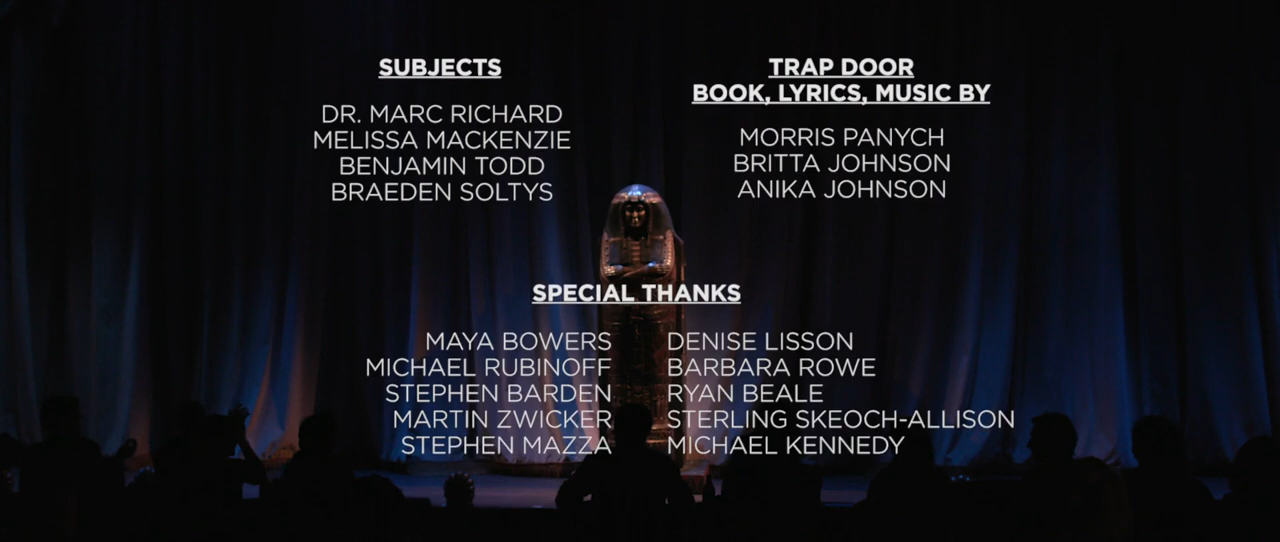 SUBJECTS
DR. MARC RICHARD
MELISSA MACKENZIE
BENJAMIN TODD
BRAEDEN SOLTYS
TRAP DOOR
BOOK, LYRICS, MUSIC BY
MORRIS PANYCH
BRITTA JOHNSON
ANIKA JOHNSON
SPECIAL THANKS
MAYA BOWERS
MICHAEL RUBINOFF
STEPHEN BARDEN
MARTIN ZWICKER
STEPHEN MAZZA
DENISE LISSON
BARBARA ROWE
RYAN BEALE
STERLING SKEOCH-ALLISON
MICHAEL KENNEDY